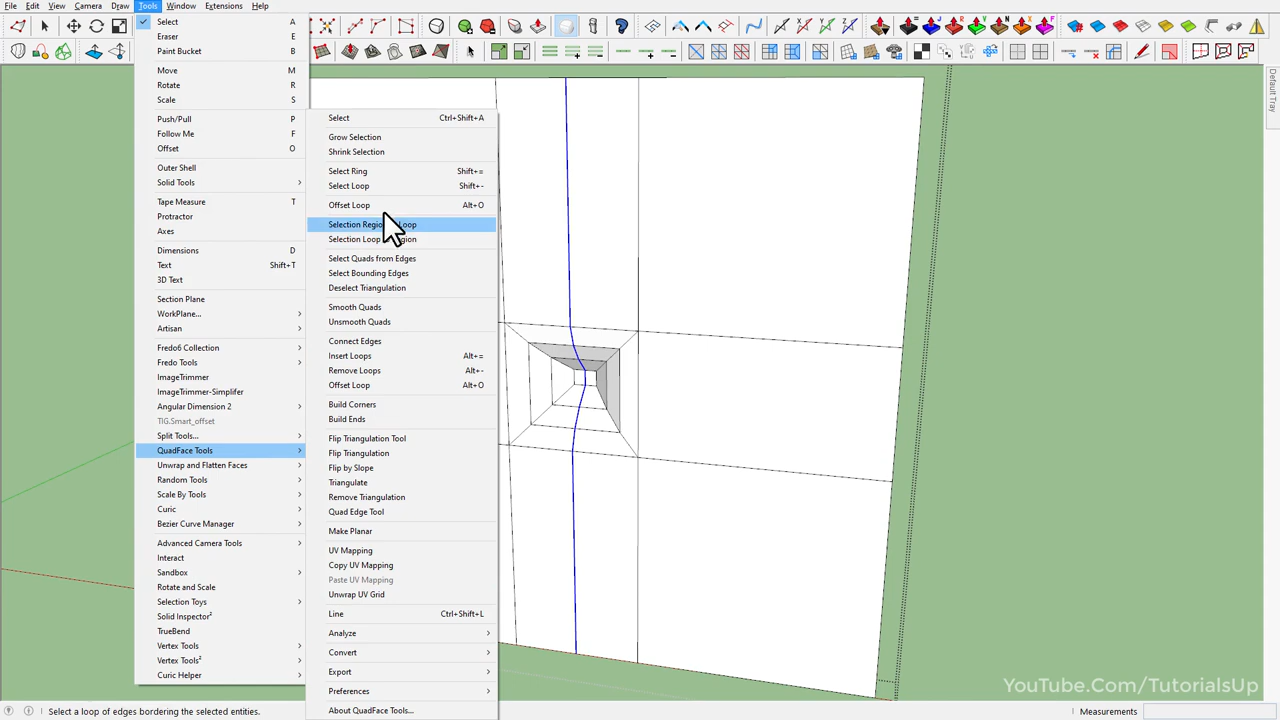 File Edit View Camera Draw Tools Window Extensions Help
Select A
Eraser E
Paint Bucket B
Move M
Rotate R
Scale S
Push/Pull P
Follow Me F
Offset O
Outer Shell
Solid Tools
Tape Measure T
Protractor
Axes
Dimensions D
Text Shift+T
3D Text
Section Plane
WorkPlane...
Artisan
Fredo6 Collection
Fredo Tools
ImageTrimmer
ImageTrimmer-Simplifer
Angular Dimension 2
TIG.Smart_offset
Split Tools...
QuadFace Tools
Unwrap and Flatten Faces
Random Tools
Scale By Tools
Curic
Bezier Curve Manager
Advanced Camera Tools
Interact
Sandbox
Rotate and Scale
Selection Toys
Solid Inspector²
TrueBend
Vertex Tools
Vertex Tools²
Curic Helper
Select Ctrl+Shift+A
Grow Selection
Shrink Selection
Select Ring Shift+=
Select Loop Shift+-
Offset Loop Alt+O
Selection Loop
Selection Loop
Select Quads from Edges
Select Bounding Edges
Deselect Triangulation
Smooth Quads
Unsmooth Quads
Connect Edges
Insert Loops Alt+=
Remove Loops Alt+-
Offset Loop Alt+O
Build Corners
Build Ends
Flip Triangulation Tool
Flip Triangulation
Flip by Slope
Triangulate
Remove Triangulation
Quad Edge Tool
Make Planar
UV Mapping
Copy UV Mapping
Paste UV Mapping
Unwrap UV Grid
Line Ctrl+Shift+L
Analyze
Convert
Export
Preferences
About QuadFace Tools...
Default Tray
YouTube.Com/TutorialsUp
Select a loop of edges bordering the selected entities.
Measurements